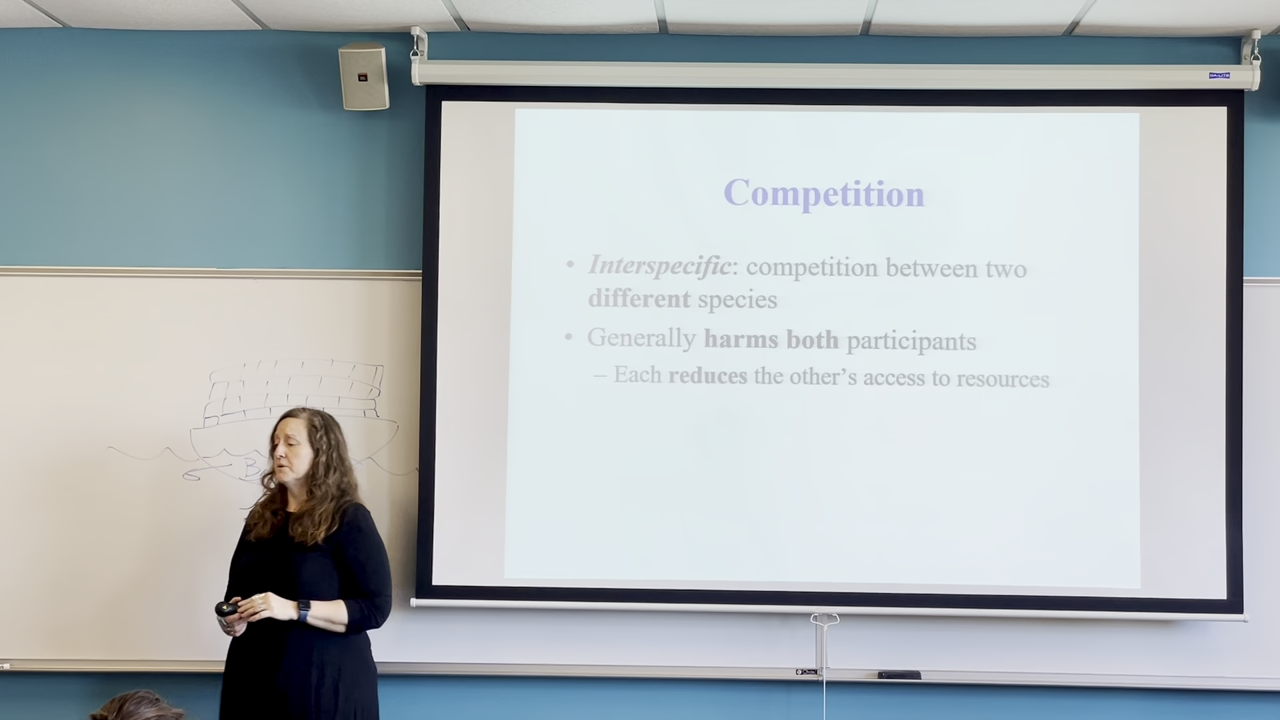 Competition
• Interspecific: competition between two
different species
• Generally harms both participants
– Each reduces the other's access to resources
B